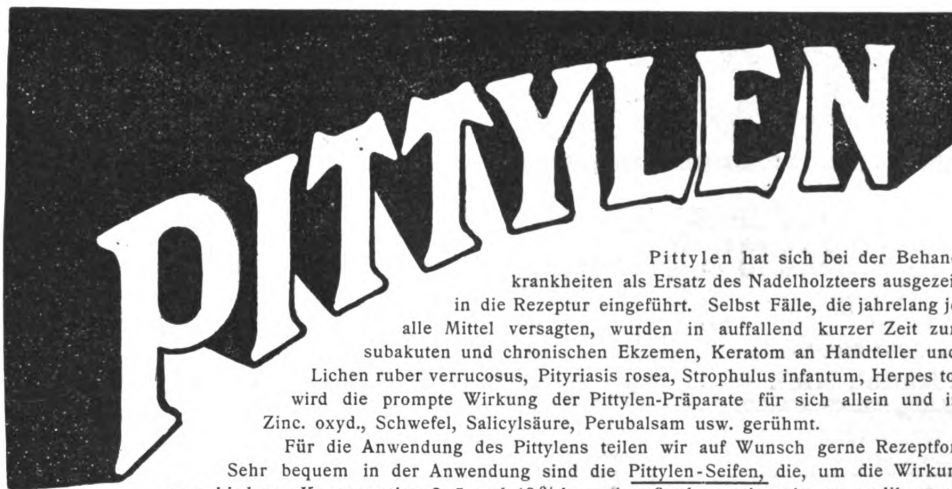 PITTYLEN
Pittylen hat sich bei der Behan
krankheiten als Ersatz des Nadelholzteers ausgezei
in die Rezeptur eingeführt. Selbst Fälle, die jahrelang j
alle Mittel versagten, wurden in auffallend kurzer Zeit zu
subakuten und chronischen Ekzemen, Keratom an Handteller und
Lichen ruber verrucosus, Pityriasis rosea, Strophulus infantum, Herpes to
wird die prompte Wirkung der Pittylen-Präparate für sich allein und i
Zinc. oxyd., Schwefel, Salicylsäure, Perubalsam usw. gerühmt.
Für die Anwendung des Pittylens teilen wir auf Wunsch gerne Rezeptfor
Sehr bequem in der Anwendung sind die Pittylen-Seifen, die, um die Wirkun